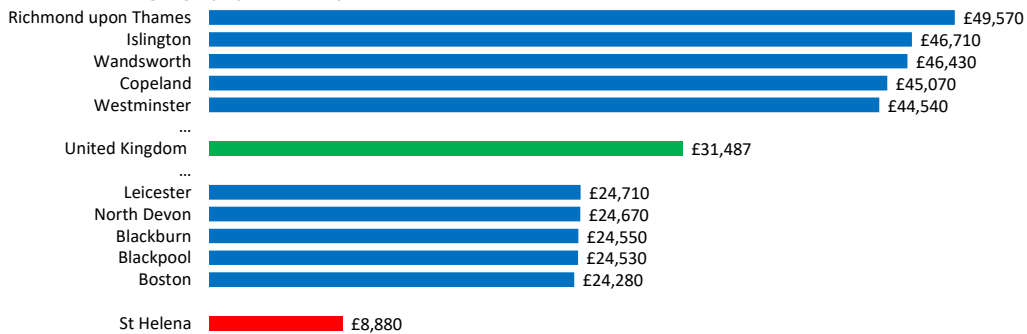 Richmond upon Thames £49,570
Islington £46,710
Wandsworth £46,430
Copeland £45,070
Westminster £44,540
...
United Kingdom £31,487
...
Leicester £24,710
North Devon £24,670
Blackburn £24,550
Blackpool £24,530
Boston £24,280
St Helena £8,880